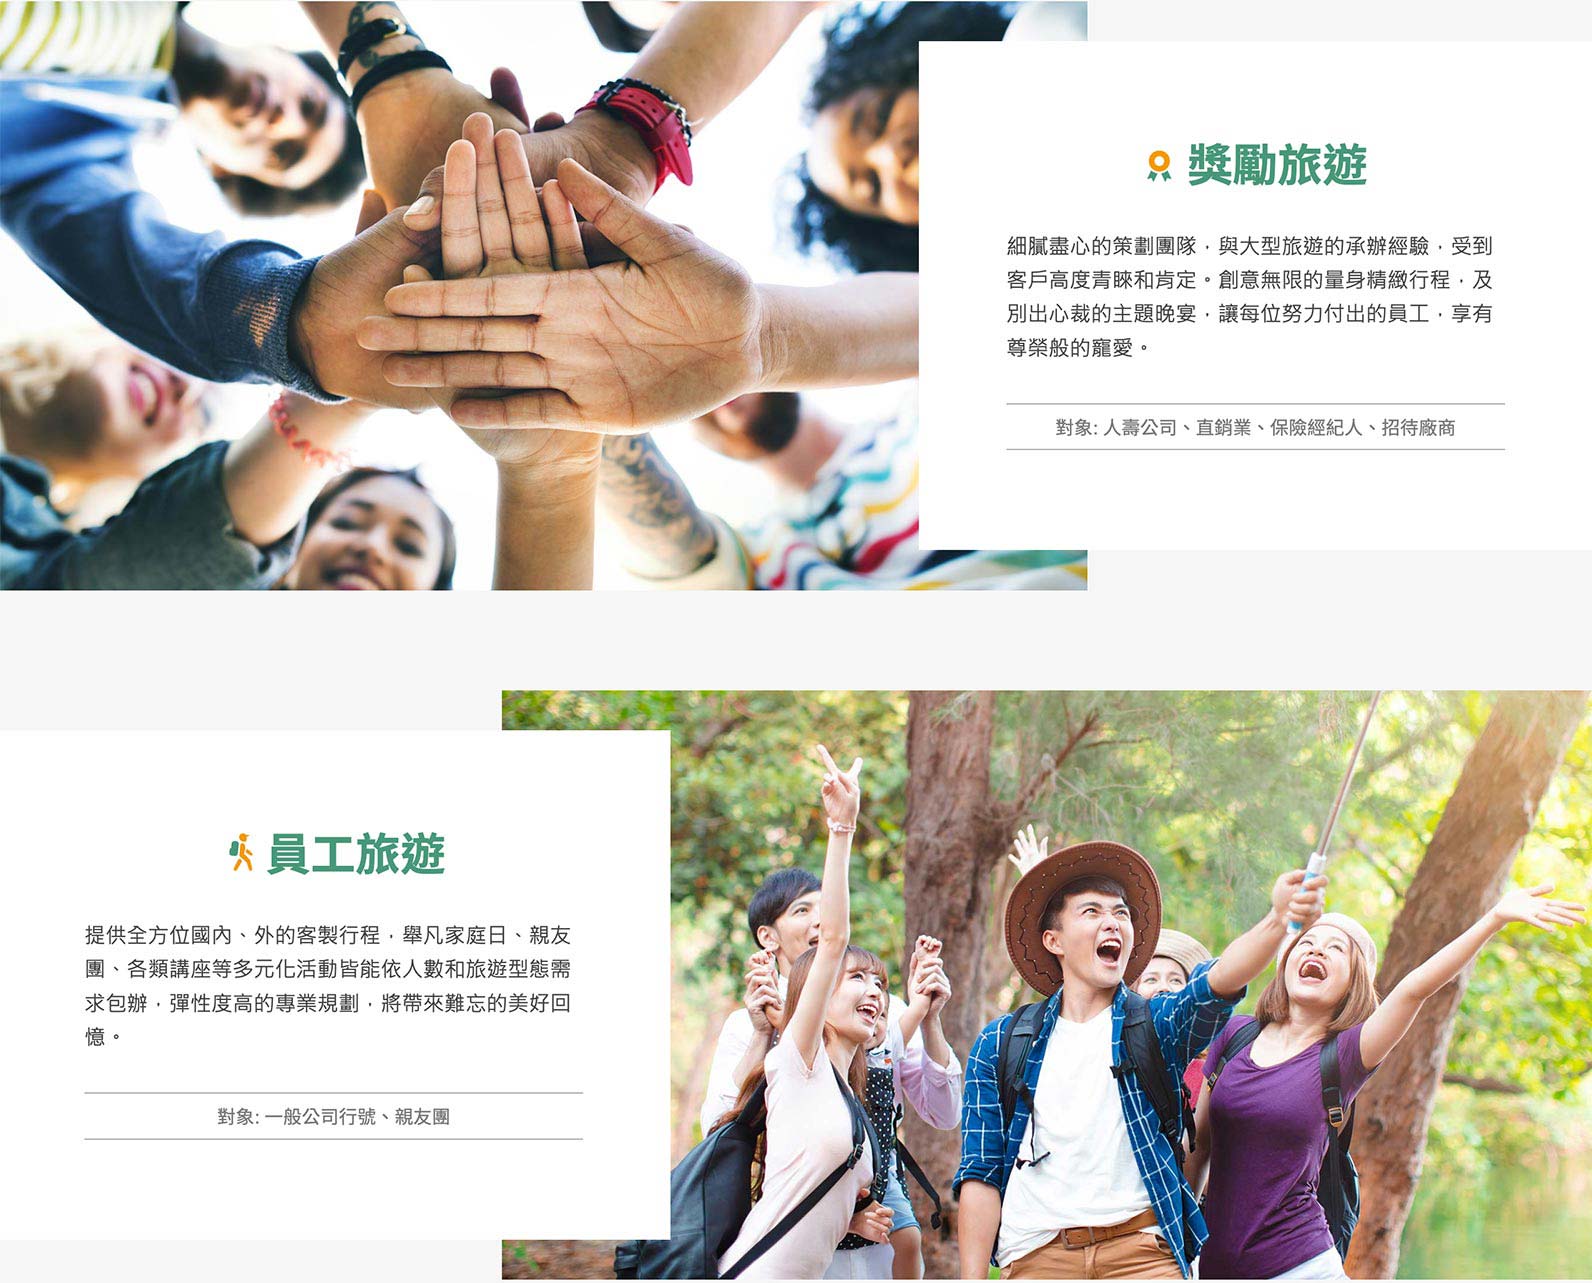 獎勵旅遊
細膩盡心的策劃團隊，與大型旅遊的承辦經驗，受到
客戶高度青睞和肯定。創意無限的量身精緻行程，及
別出心裁的主題晚宴，讓每位努力付出的員工，享有
尊榮般的寵愛。
對象: 人壽公司、直銷業、保險經紀人、招待廠商
員工旅遊
提供全方位國內、外的客製行程，舉凡家庭日、親友
團、各類講座等多元化活動皆能依人數和旅遊型態需
求包辦，彈性度高的專業規劃，將帶來難忘的美好回
憶。
對象: 一般公司行號、親友團